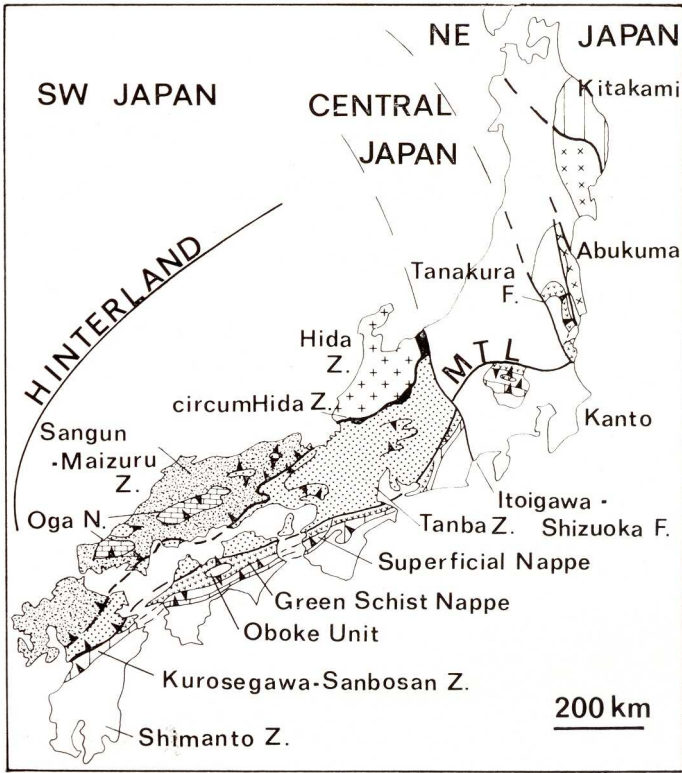 NE JAPAN
SW JAPAN
CENTRAL
JAPAN
Kitakami
HINTERLAND
Abukuma
Tanakura
F.
MTL
Hida
Z.
circumHida Z.
Kanto
Sangun
-Maizuru
Z.
Oga N.
Itoigawa -
Shizuoka F.
Tanba Z.
Superficial Nappe
Green Schist Nappe
Oboke Unit
Kurosegawa-Sanbosan Z.
Shimanto Z.
200 km